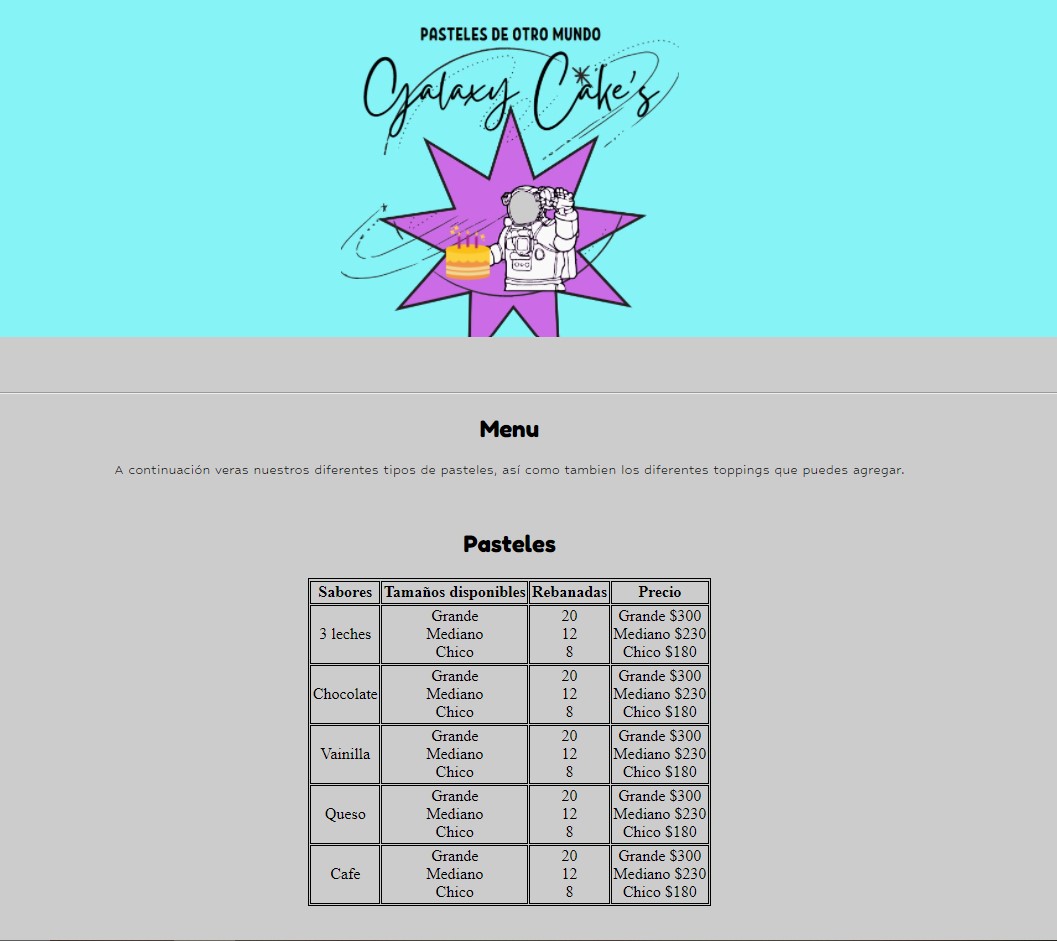 PASTELES DE OTRO MUNDO
Galaxy Cake's
Menu
A continuación veras nuestros diferentes tipos de pasteles, así como tambien los diferentes toppings que puedes agregar.
Pasteles
Sabores Tamaños disponibles Rebanadas Precio
Grande 20 Grande $300
3 leches Mediano 12 Mediano $230
Chico 8 Chico $180
Grande 20 Grande $300
Chocolate Mediano 12 Mediano $230
Chico 8 Chico $180
Grande 20 Grande $300
Vainilla Mediano 12 Mediano $230
Chico 8 Chico $180
Grande 20 Grande $300
Queso Mediano 12 Mediano $230
Chico 8 Chico $180
Grande 20 Grande $300
Cafe Mediano 12 Mediano $230
Chico 8 Chico $180